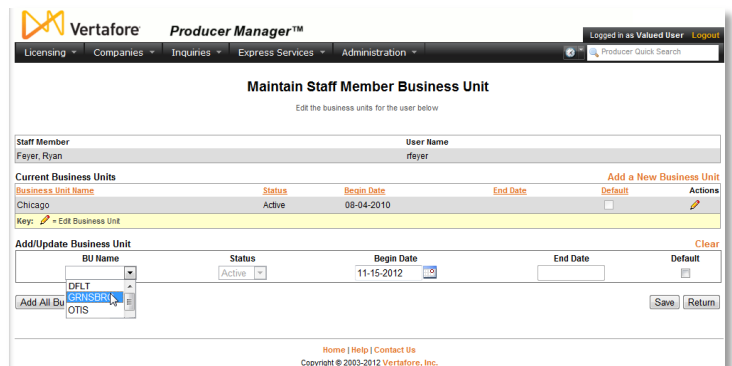 Vertafore Producer Manager™
Logged in as Valued User Logout
Licensing Companies Inquiries Express Services Administration Producer Quick Search
Maintain Staff Member Business Unit
Edit the business units for the user below
Staff Member User Name
Feyer, Ryan rfeyer
Current Business Units Add a New Business Unit
Business Unit Name Status Begin Date End Date Default Actions
Chicago Active 08-04-2010
Key: = Edit Business Unit
Add/Update Business Unit Clear
BU Name Status Begin Date End Date Default
Active 11-15-2012
DFLT
GRNSBRO
OTIS
Add All Bu Save Return
Home | Help | Contact Us
Copyright © 2003-2012 Vertafore, Inc.